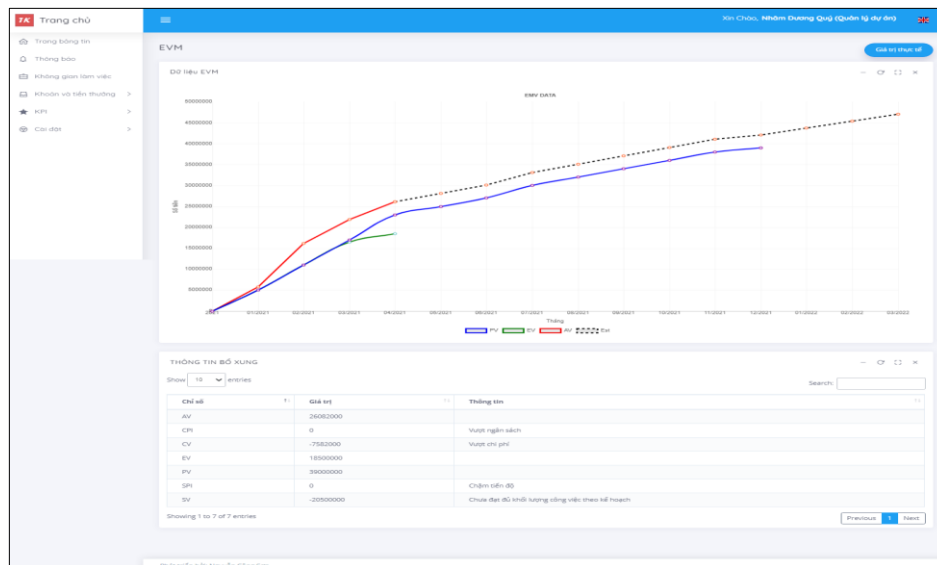 TA Trang chủ
Xin Chào, Nhâm Dương Quý (Quản lý dự án)
Trang bảng tin
Thông báo
Không gian làm việc
Khoán và tiền thưởng >
KPI >
Cài đặt >
EVM
Giá trị thực tế
Dữ liệu EVM
EMV DATA
50000000
45000000
40000000
35000000
30000000
25000000
20000000
15000000
10000000
5000000
Số tiền
2021 01/2021 02/2021 03/2021 04/2021 05/2021 06/2021 07/2021 08/2021 09/2021 10/2021 11/2021 12/2021 01/2022 02/2022 03/2022
Tháng
PV EV AV Est
THÔNG TIN BỔ XUNG
Show 10 entries
Search:
Chỉ số Giá trị Thông tin
AV 26082000
CPI 0 Vượt ngân sách
CV -7582000 Vượt chi phí
EV 18500000
PV 39000000
SPI 0 Chậm tiến độ
SV -20500000 Chưa đạt đủ khối lượng công việc theo kế hoạch
Showing 1 to 7 of 7 entries
Previous 1 Next